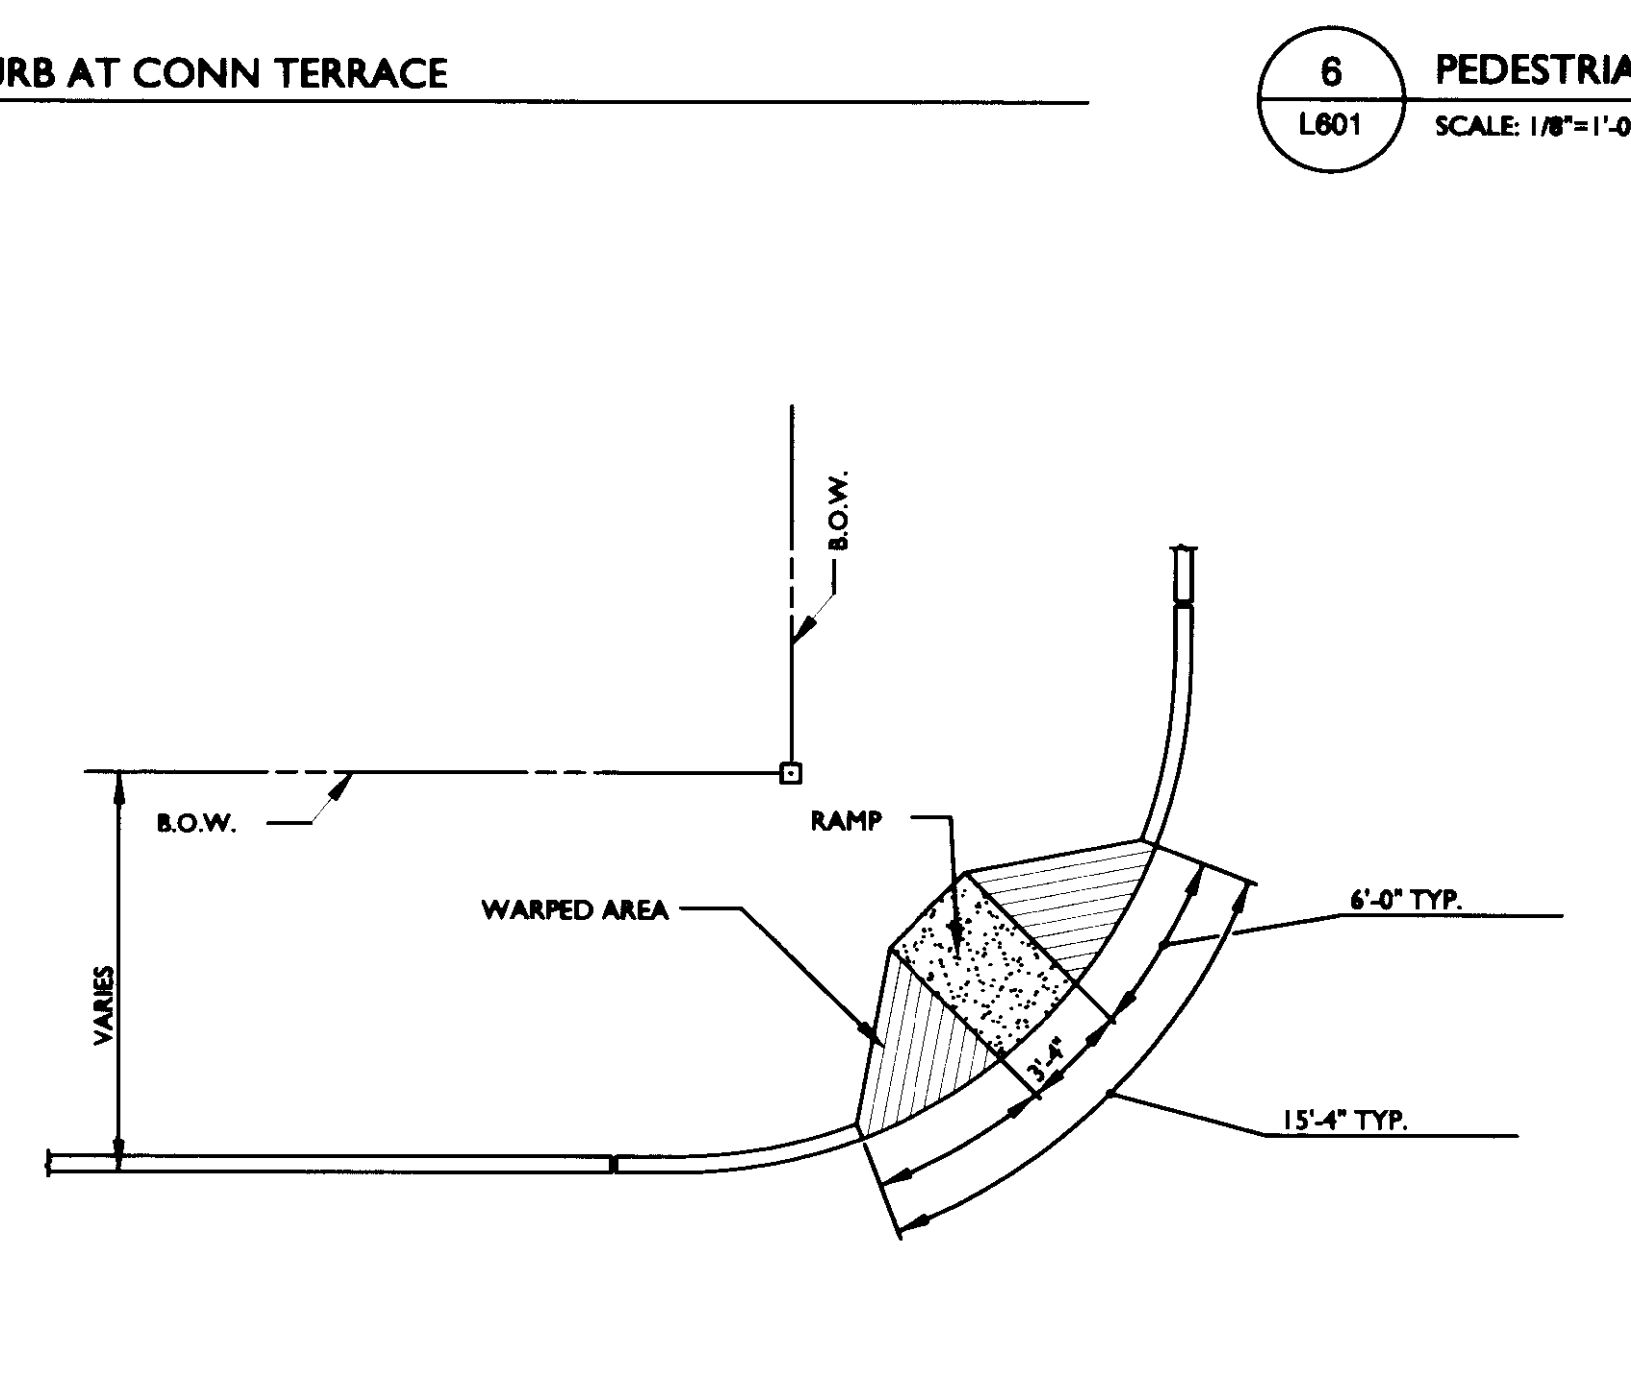 URB AT CONN TERRACE
6
L601
PEDESTRIA
SCALE: 1/8"=1'-0
B.O.W.
B.O.W.
VARIES
RAMP
WARPED AREA
6'-0" TYP.
3'-4"
15'-4" TYP.